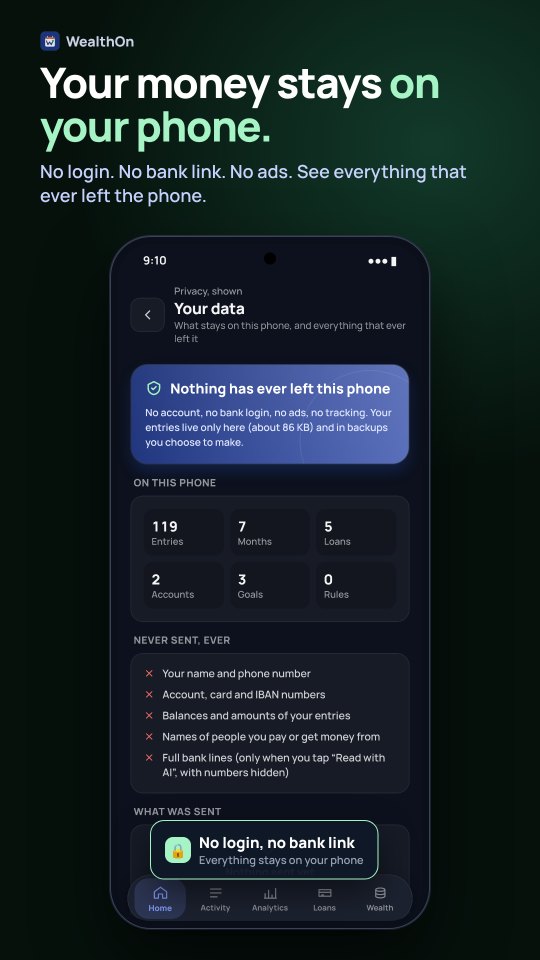 WealthOn
Your money stays on
your phone.
No login. No bank link. No ads. See everything that
ever left the phone.
9:10
Privacy, shown
Your data
What stays on this phone, and everything that ever
left it
Nothing has ever left this phone
No account, no bank login, no ads, no tracking. Your
entries live only here (about 86 KB) and in backups
you choose to make.
ON THIS PHONE
119 7 5
Entries Months Loans
2 3 0
Accounts Goals Rules
NEVER SENT, EVER
Your name and phone number
Account, card and IBAN numbers
Balances and amounts of your entries
Names of people you pay or get money from
Full bank lines (only when you tap "Read with
AI", with numbers hidden)
WHAT WAS SENT
No login, no bank link
Everything stays on your phone
Home Activity Analytics Loans Wealth